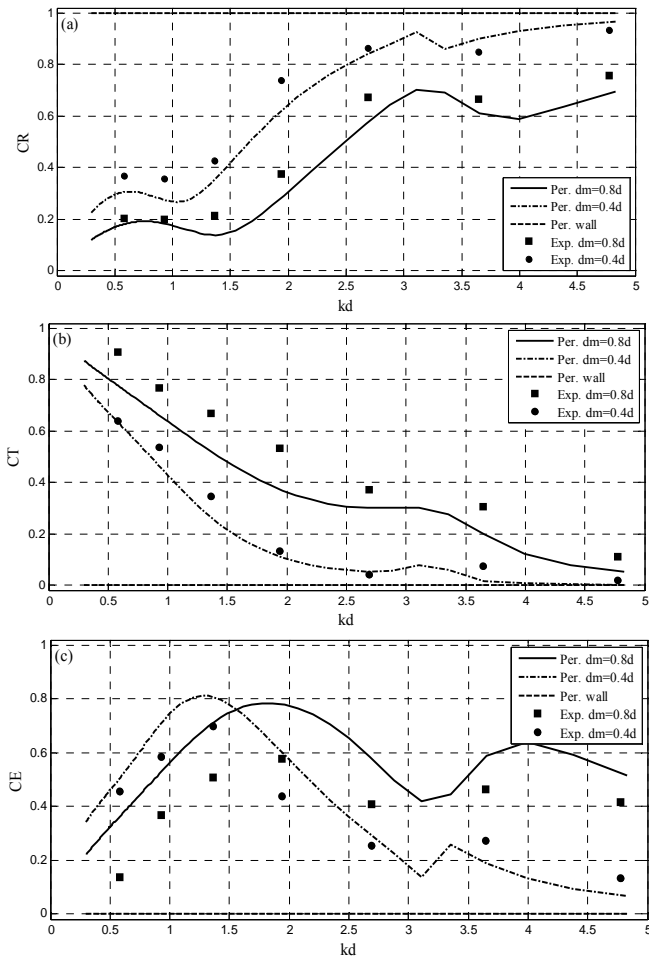 (a)
1
0.8
0.6
0.4
0.2
0
CR
0 0.5 1 1.5 2 2.5 3 3.5 4 4.5 5
kd
Per. dm=0.8d
Per. dm=0.4d
Per. wall
Exp. dm=0.8d
Exp. dm=0.4d
(b)
1
0.8
0.6
0.4
0.2
0
CT
0 0.5 1 1.5 2 2.5 3 3.5 4 4.5 5
kd
Per. dm=0.8d
Per. dm=0.4d
Per. wall
Exp. dm=0.8d
Exp. dm=0.4d
(c)
1
0.8
0.6
0.4
0.2
0
CE
0 0.5 1 1.5 2 2.5 3 3.5 4 4.5 5
kd
Per. dm=0.8d
Per. dm=0.4d
Per. wall
Exp. dm=0.8d
Exp. dm=0.4d